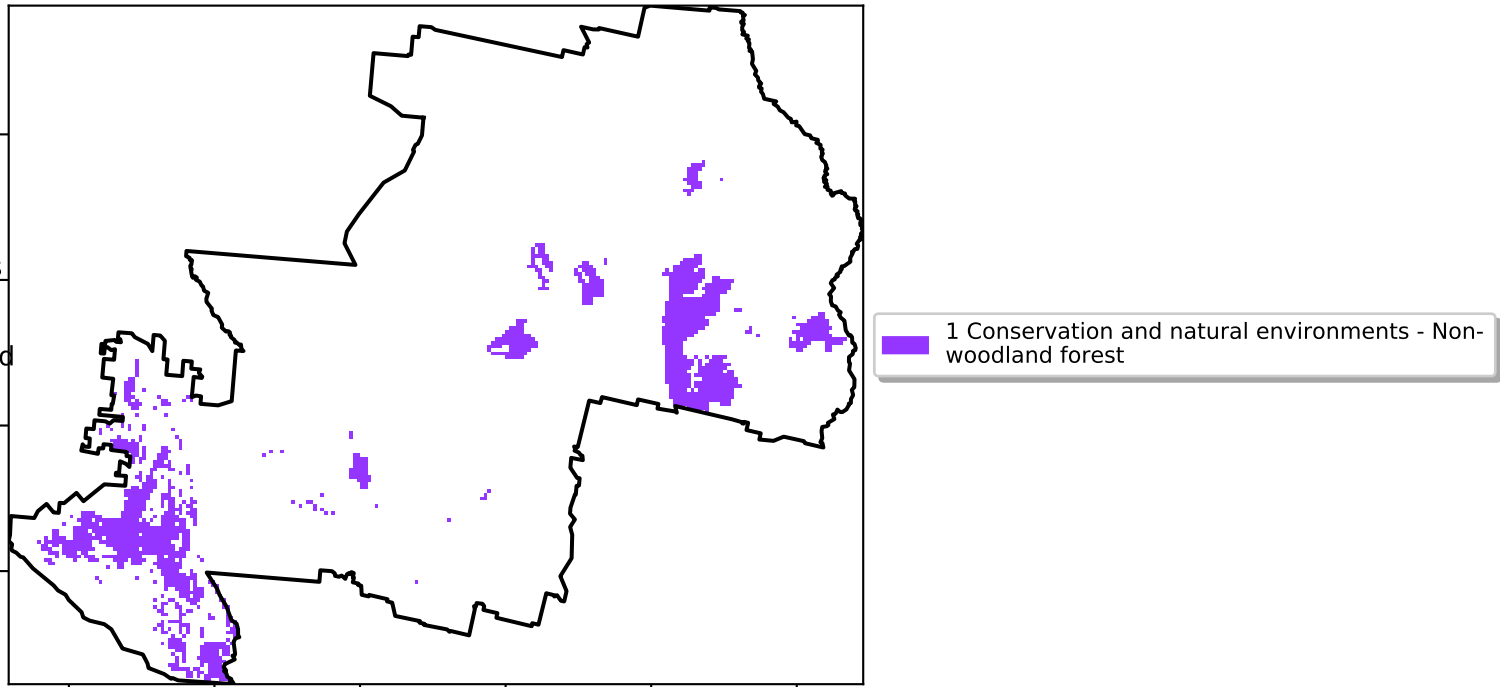 d
1 Conservation and natural environments - Non-
woodland forest